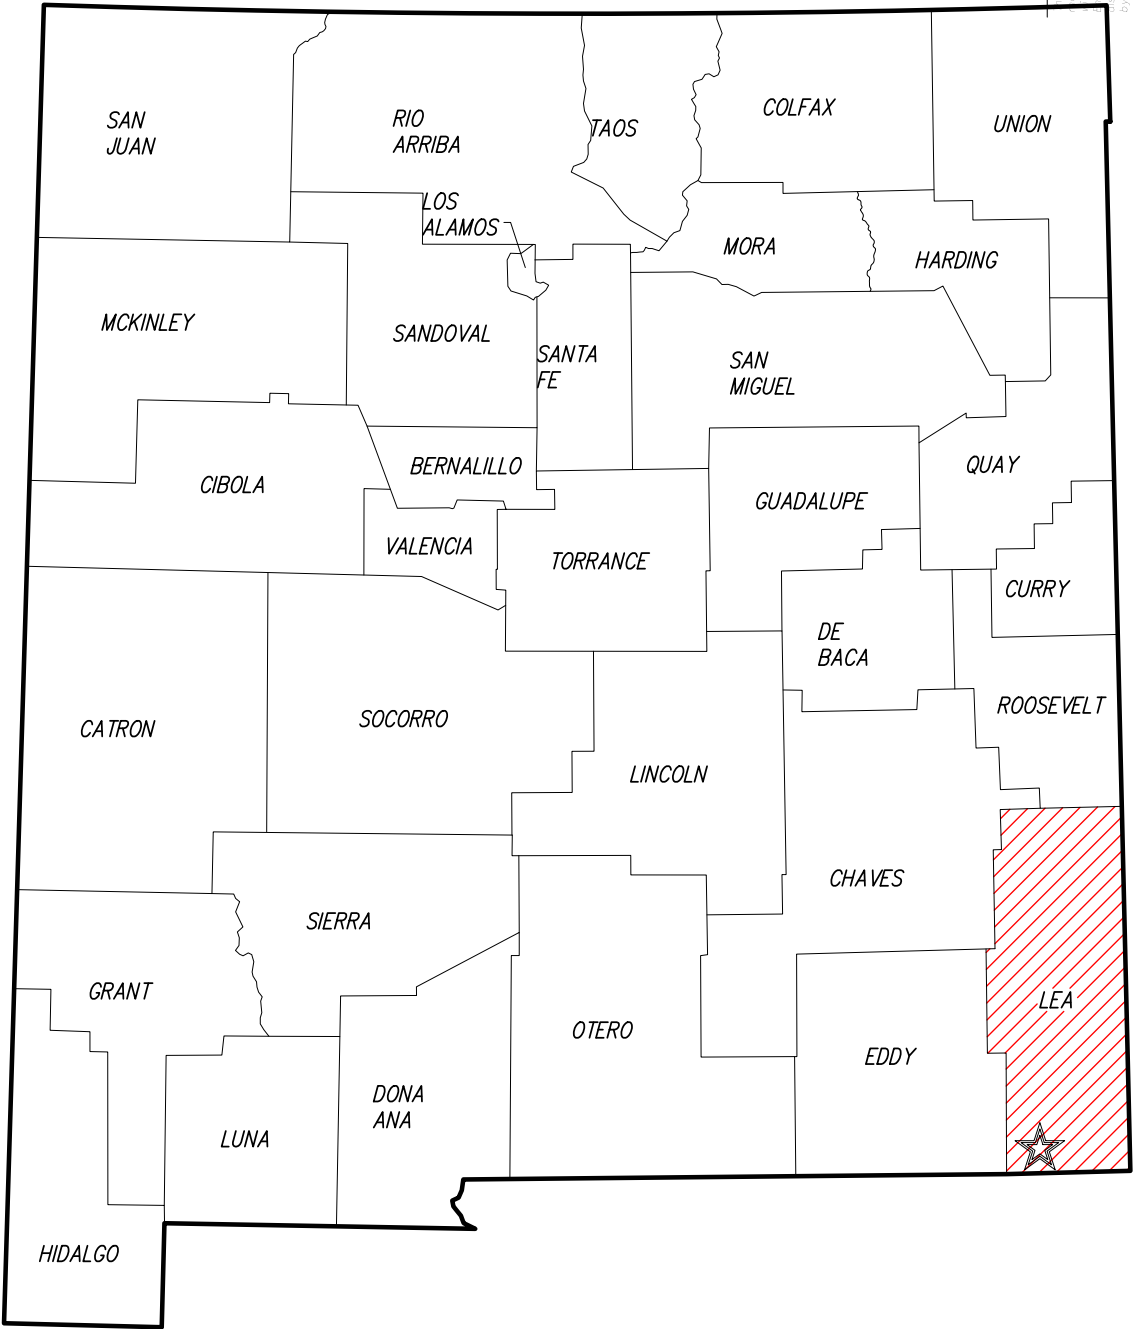 SAN
JUAN
RIO
ARRIBA
TAOS
COLFAX
UNION
LOS
ALAMOS
MORA
HARDING
MCKINLEY
SANDOVAL
SANTA
FE
SAN
MIGUEL
BERNALILLO
QUAY
CIBOLA
GUADALUPE
VALENCIA
TORRANCE
CURRY
DE
BACA
CATRON
SOCORRO
ROOSEVELT
LINCOLN
CHAVES
SIERRA
GRANT
LEA
OTERO
EDDY
DONA
ANA
LUNA
HIDALGO